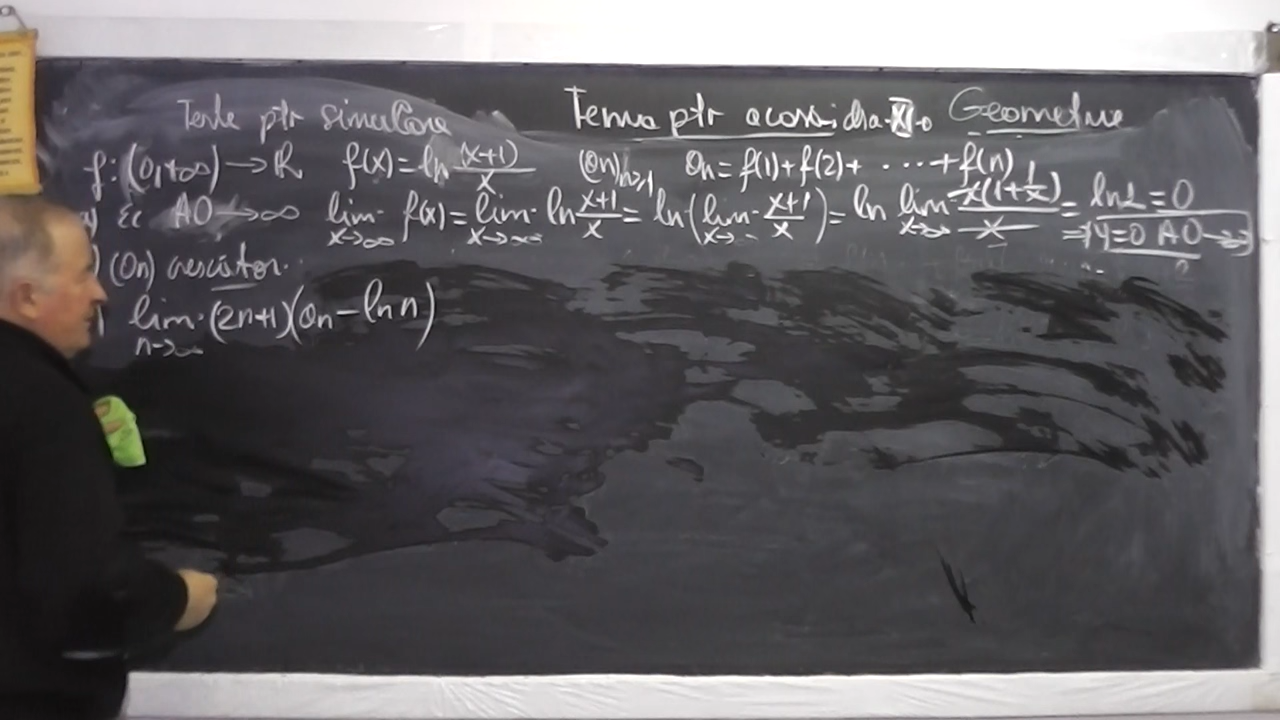 Teste ptr simulare
Tema ptr acasă dra X-a Geometrie
f:(0,+∞)→R f(x)=ln (x+1)/x (an)n≥1 an=f(1)+f(2)+ ·····+f(n)
a) Ec AO→∞ lim x→∞ f(x)=lim x→∞ ln (x+1)/x = ln(lim x→∞ (x+1)/x)= ln lim x→∞ x(1+1/x)/x = ln1=0
⇒ y=0 AO→∞
) (an) crescător.
) lim n→∞ (2n+1)(an-ln n)